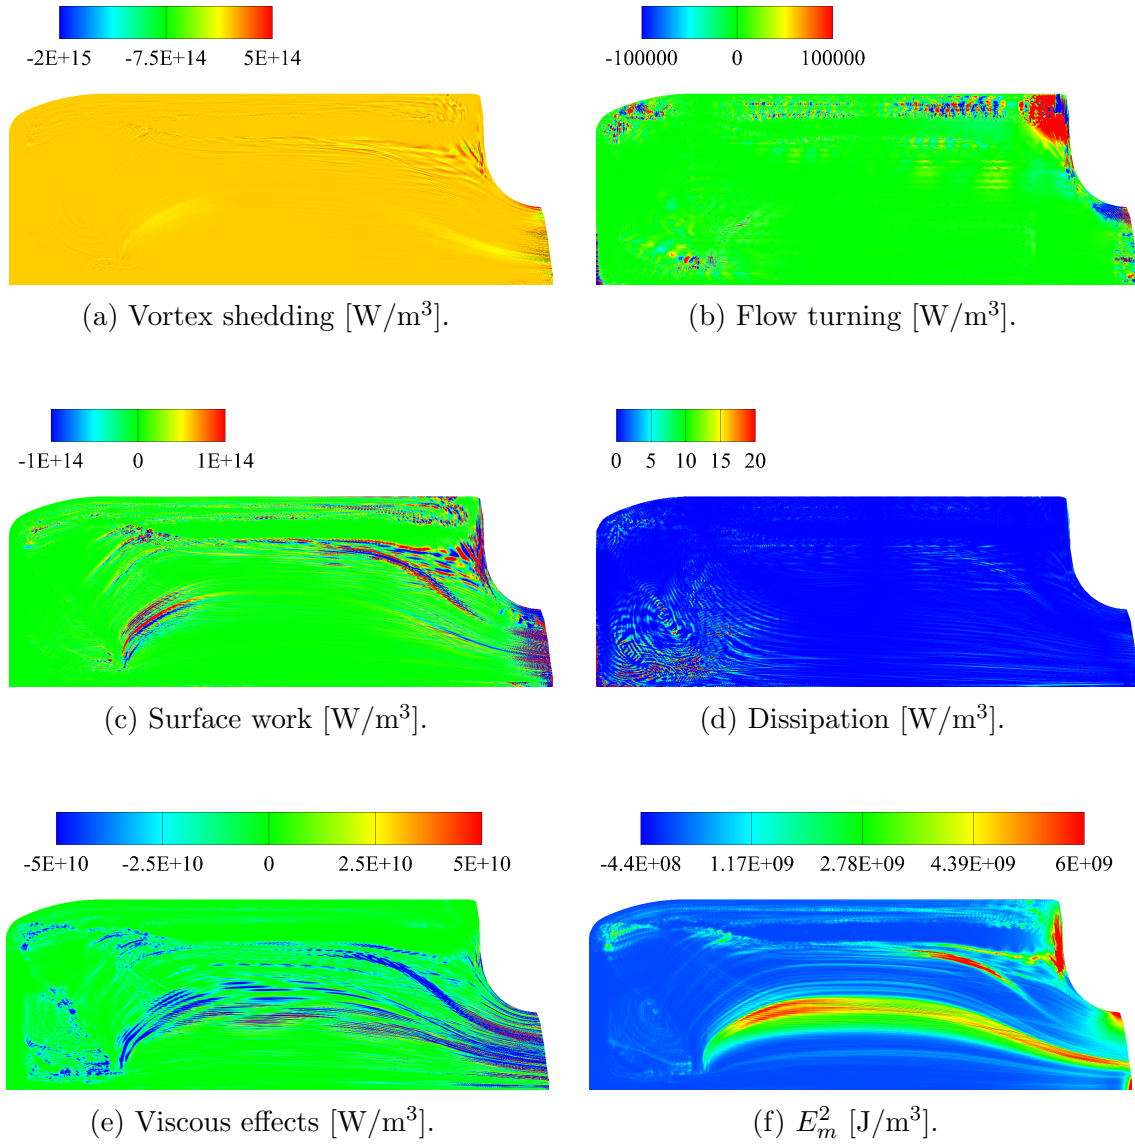 -2E+15 -7.5E+14 5E+14
-100000 0 100000
(a) Vortex shedding [W/m³].
(b) Flow turning [W/m³].
-1E+14 0 1E+14
0 5 10 15 20
(c) Surface work [W/m³].
(d) Dissipation [W/m³].
-5E+10 -2.5E+10 0 2.5E+10 5E+10
-4.4E+08 1.17E+09 2.78E+09 4.39E+09 6E+09
(e) Viscous effects [W/m³].
(f) E²ₘ [J/m³].